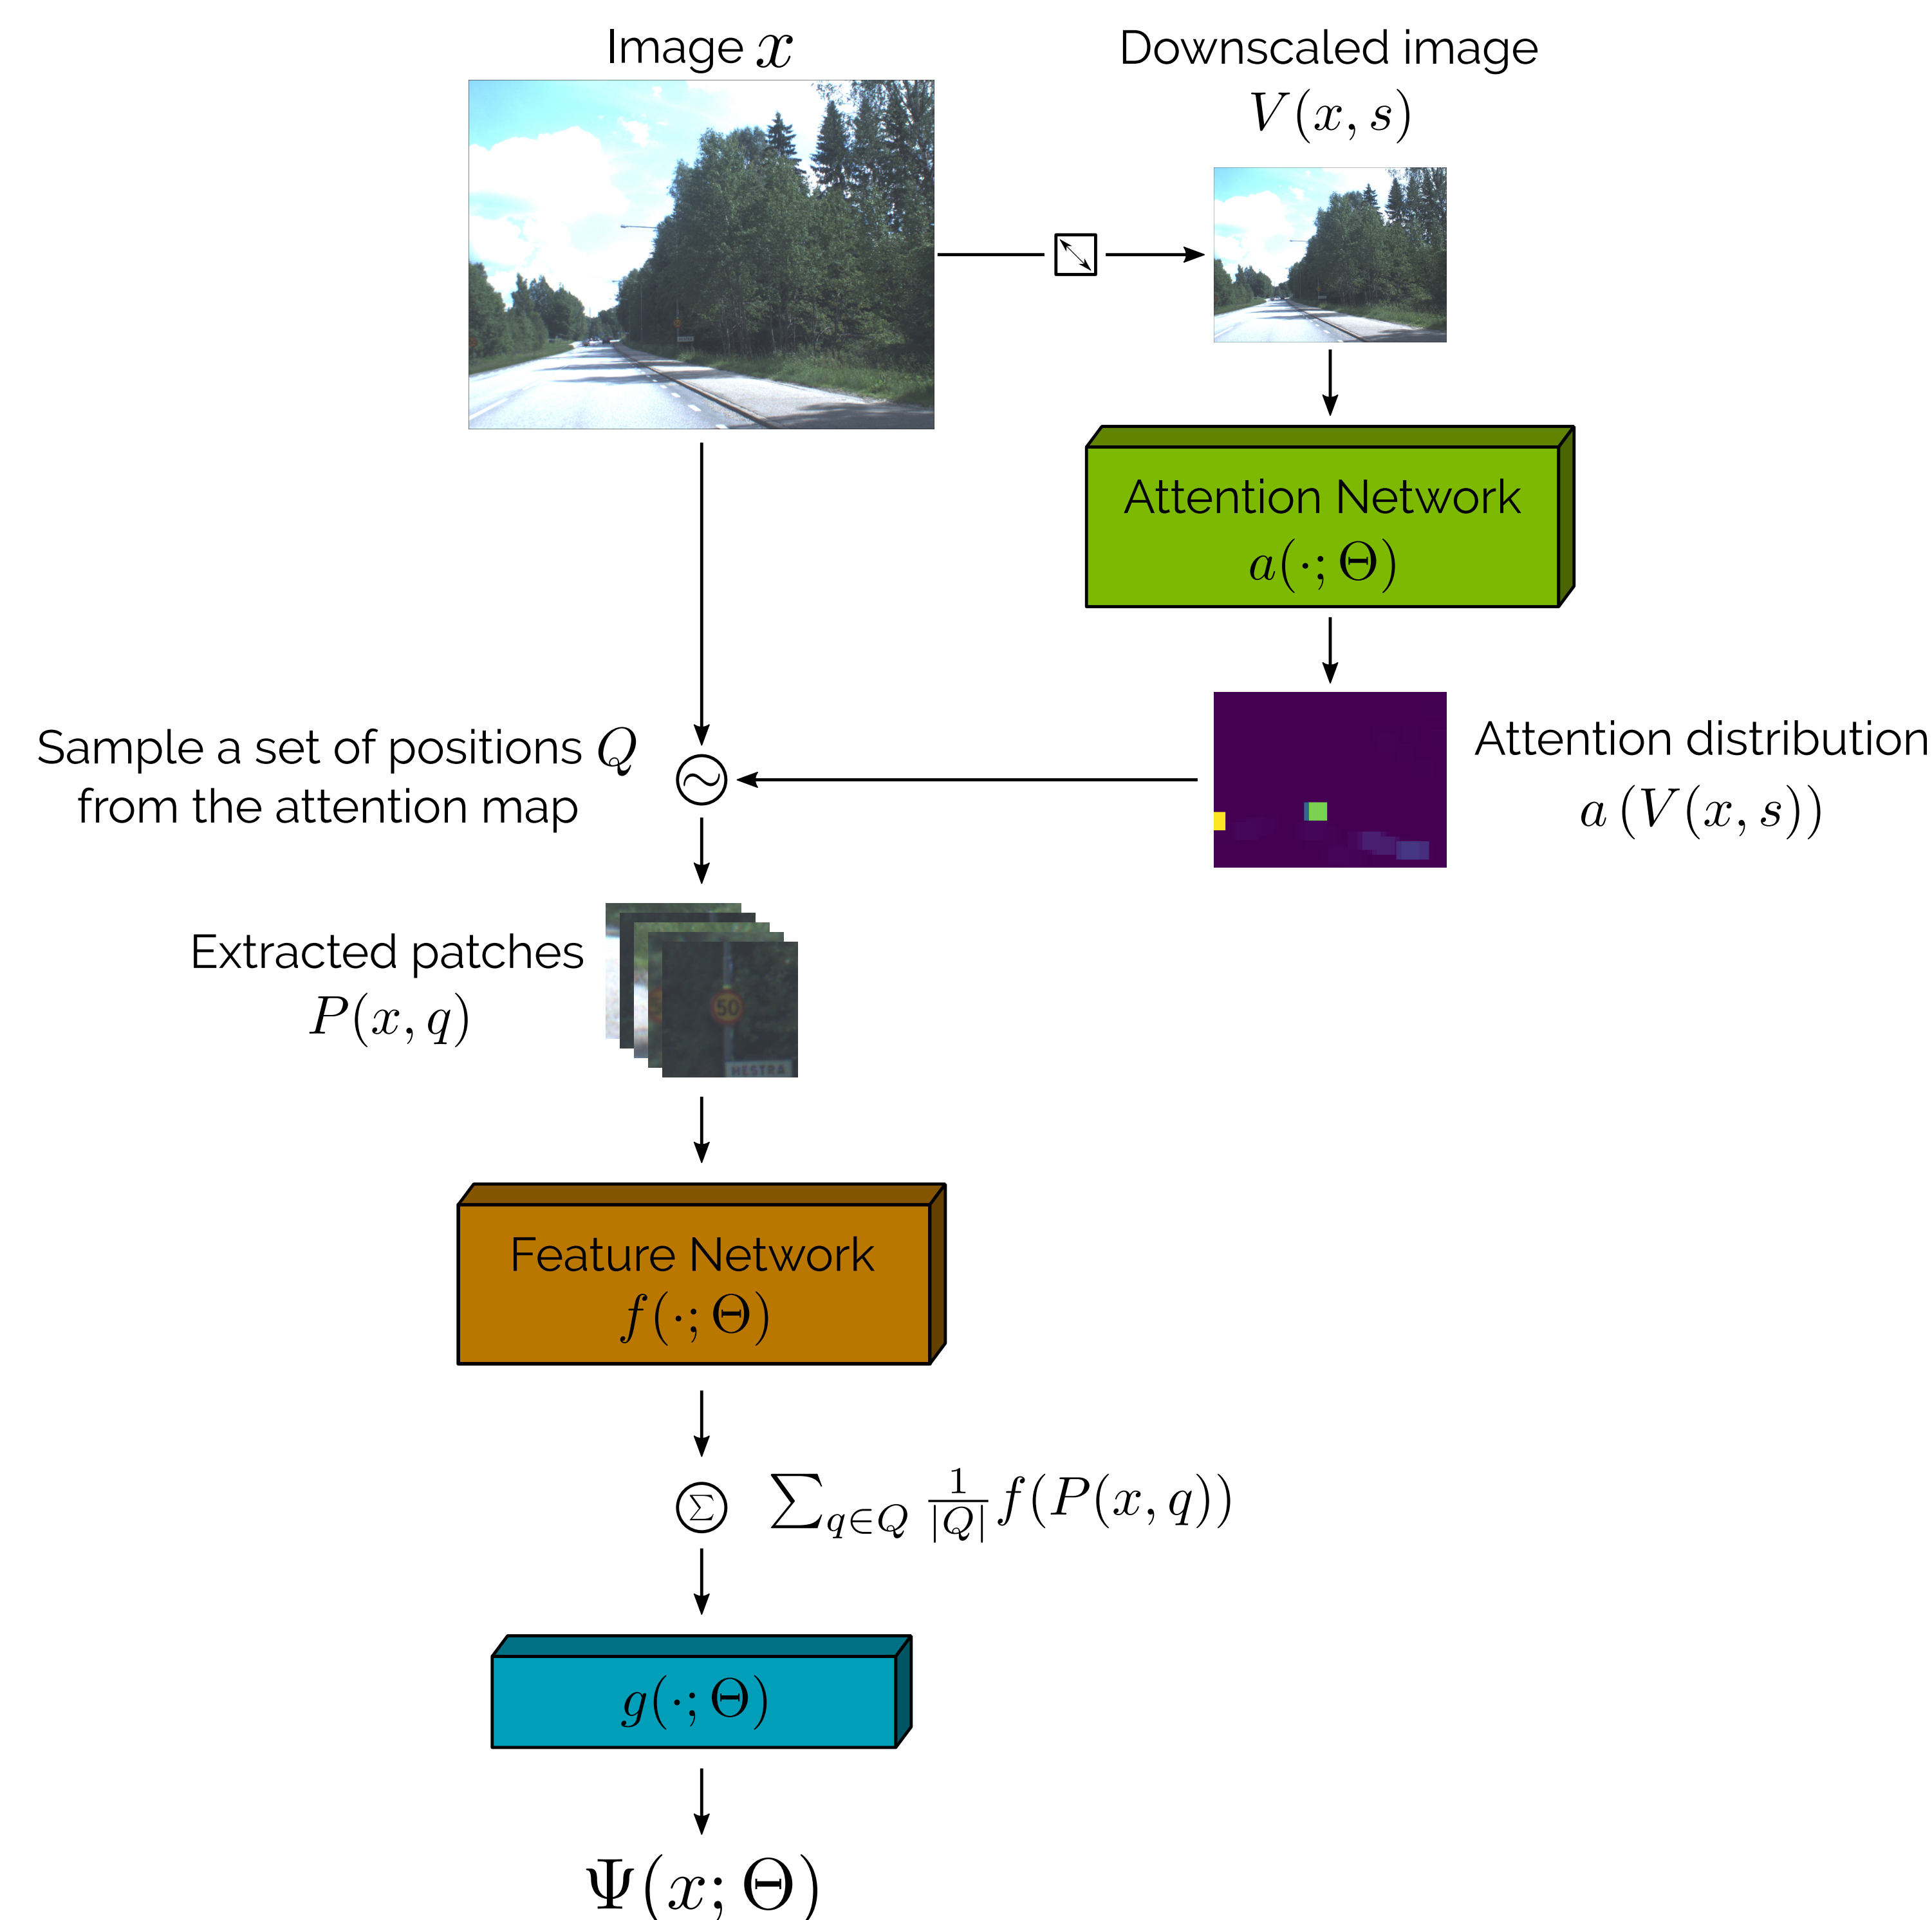 Image x
Downscaled image
V(x, s)
Attention Network
a(·; Θ)
Sample a set of positions Q
from the attention map
Attention distribution
a (V(x, s))
Extracted patches
P(x, q)
50
HESTRA
Feature Network
f(·; Θ)
Σ
∑_{q∈Q} \frac{1}{|Q|} f(P(x, q))
g(·; Θ)
Ψ(x; Θ)